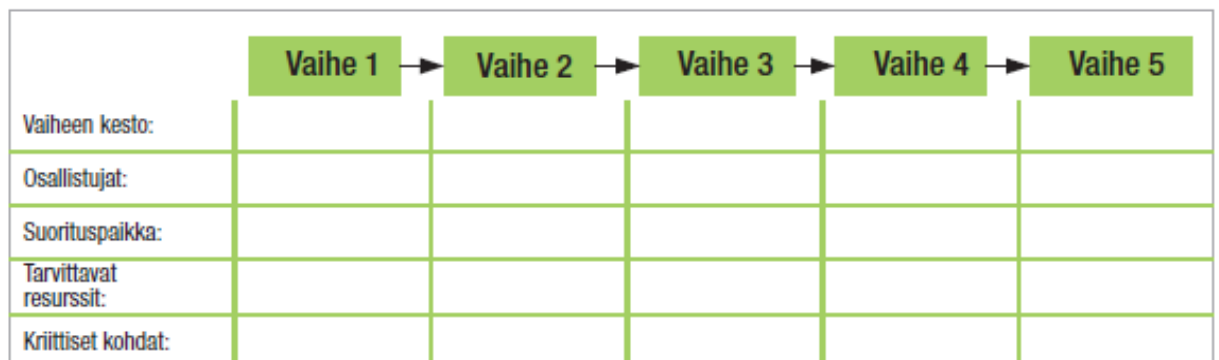 Vaihe 1 Vaihe 2 Vaihe 3 Vaihe 4 Vaihe 5
Vaiheen kesto:
Osallistujat:
Suorituspaikka:
Tarvittavat
resurssit:
Kriittiset kohdat: